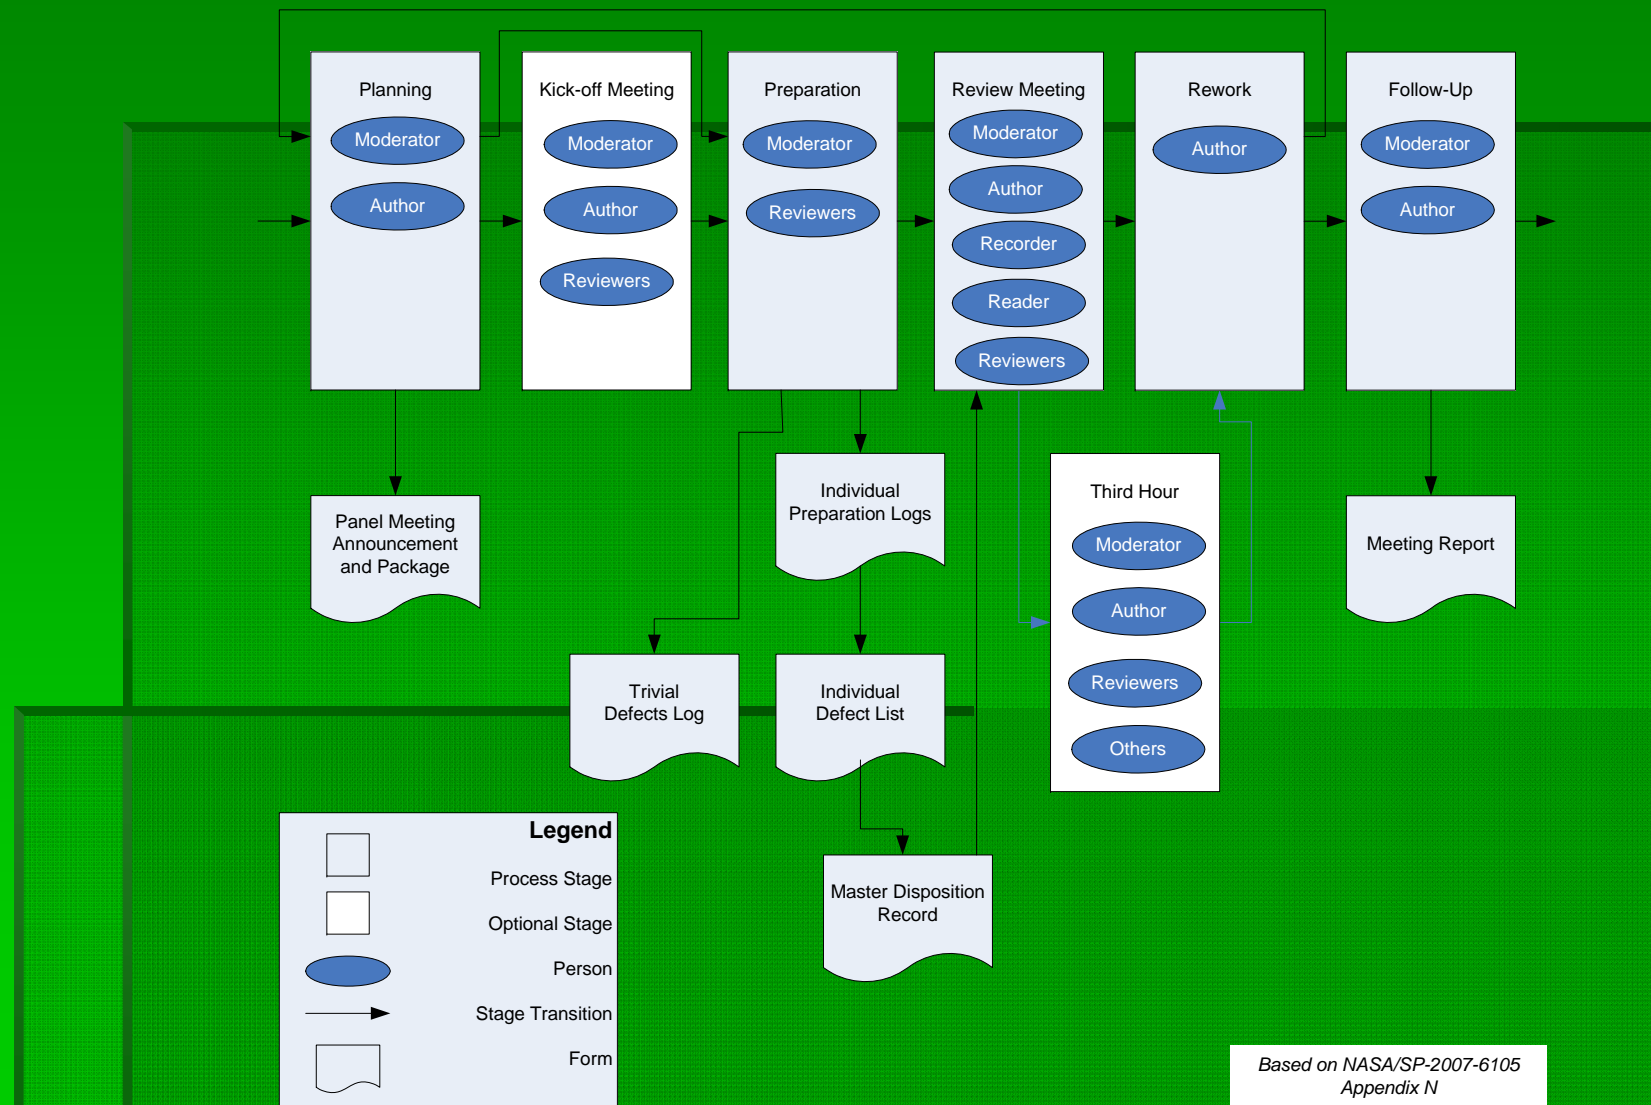 Planning
Moderator
Author
Kick-off Meeting
Moderator
Author
Reviewers
Preparation
Moderator
Reviewers
Review Meeting
Moderator
Author
Recorder
Reader
Reviewers
Rework
Author
Follow-Up
Moderator
Author
Panel Meeting
Announcement
and Package
Individual
Preparation Logs
Third Hour
Moderator
Author
Reviewers
Others
Meeting Report
Trivial
Defects Log
Individual
Defect List
Master Disposition
Record
Legend
Process Stage
Optional Stage
Person
Stage Transition
Form
Based on NASA/SP-2007-6105
Appendix N